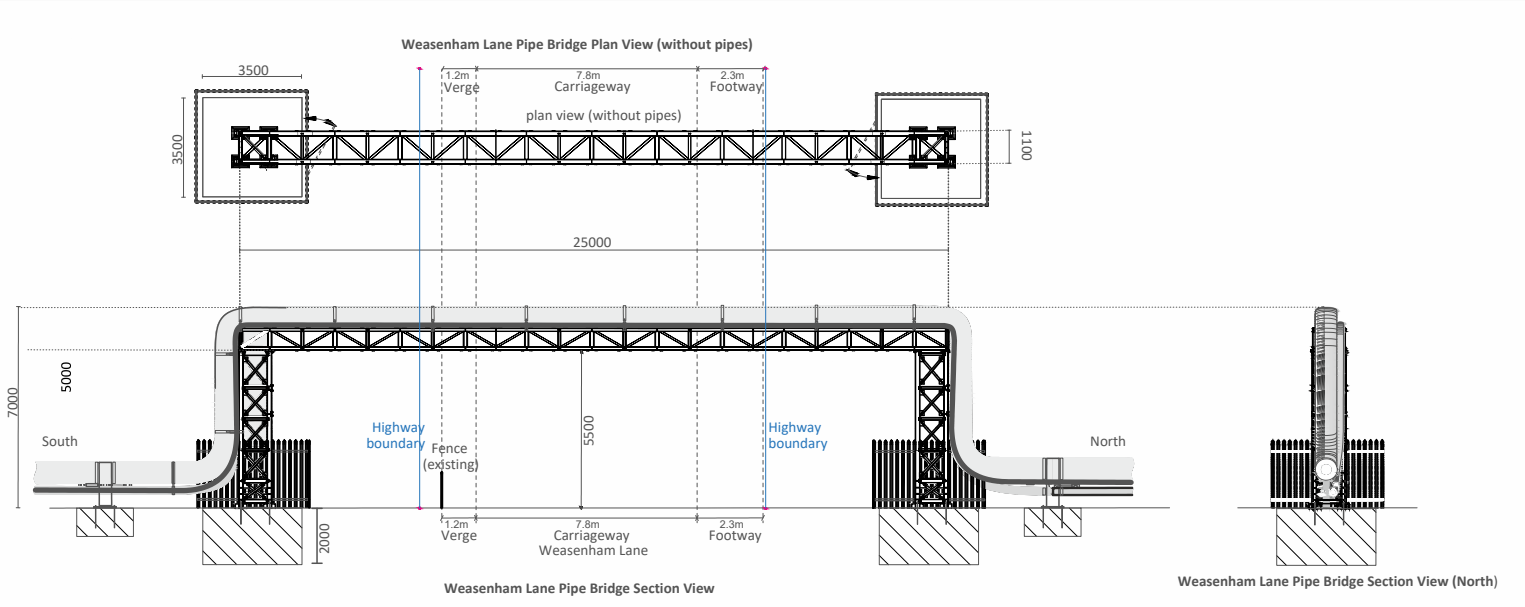 Weasenham Lane Pipe Bridge Plan View (without pipes)
3500
1.2m
Verge
7.8m
Carriageway
2.3m
Footway
plan view (without pipes)
3500
1100
25000
7000
5000
5500
South
Highway
boundary
Fence
(existing)
Highway
boundary
North
2000
1.2m
Verge
7.8m
Carriageway
Weasenham Lane
2.3m
Footway
Weasenham Lane Pipe Bridge Section View
Weasenham Lane Pipe Bridge Section View (North)